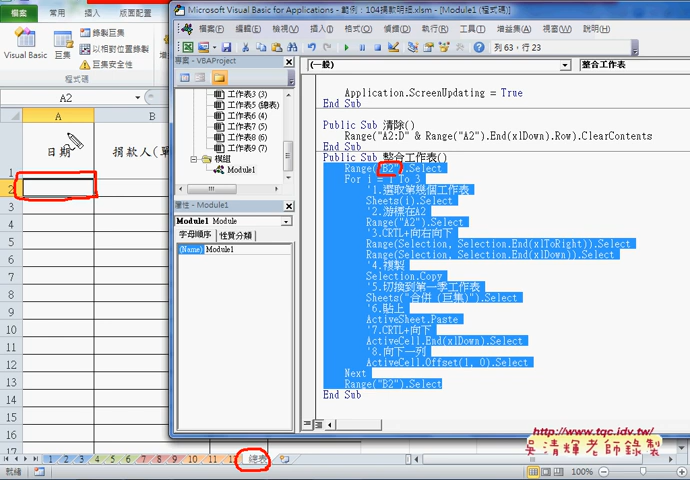 Microsoft Visual Basic for Applications - 範例 : 104捐款明細.xlsm - [Module1 (程式碼)]
檔案 常用 插入 版面配置
檔案(F) 編輯(E) 檢視(V) 插入(I) 格式(O) 偵錯(D) 執行(R) 工具(T) 增益集(A) 視窗(W) 說明(H)
列 63，行 23
Visual Basic
巨集
錄製巨集
以相對位置錄製
巨集安全性
程式碼
A2
專案 - VBAProject
工作表3 (3)
工作表5 (總表)
工作表6 (4)
工作表7 (5)
工作表8 (6)
工作表9 (7)
模組
Module1
屬性 - Module1
Module1 Module
字母順序 性質分類
(Name) Module1
(一般) 整合工作表
Application.ScreenUpdating = True
End Sub
Public Sub 清除()
Range("A2:D" & Range("A2").End(xlDown).Row).ClearContents
End Sub
Public Sub 整合工作表()
Range("B2").Select
For i = 1 To 3
'1.選取第幾個工作表
Sheets(i).Select
'2.游標在A2
Range("A2").Select
'3.CRTL+向右向下
Range(Selection, Selection.End(xlToRight)).Select
Range(Selection, Selection.End(xlDown)).Select
'4.複製
Selection.Copy
'5.切換到第一季工作表
Sheets("合併 (巨集)").Select
'6.貼上
ActiveSheet.Paste
'7.CRTL+向下
ActiveCell.End(xlDown).Select
'8.向下一列
ActiveCell.Offset(1, 0).Select
Next
Range("B2").Select
End Sub
A B
1 日期 捐款人(單
2
3
4
5
6
7
8
9
10
11
12
13
14
15
16
17
1 2 3 4 5 6 7 8 9 10 11 12 總表
就緒
100%
http://www.tqc.idv.tw/
吳清輝老師錄製